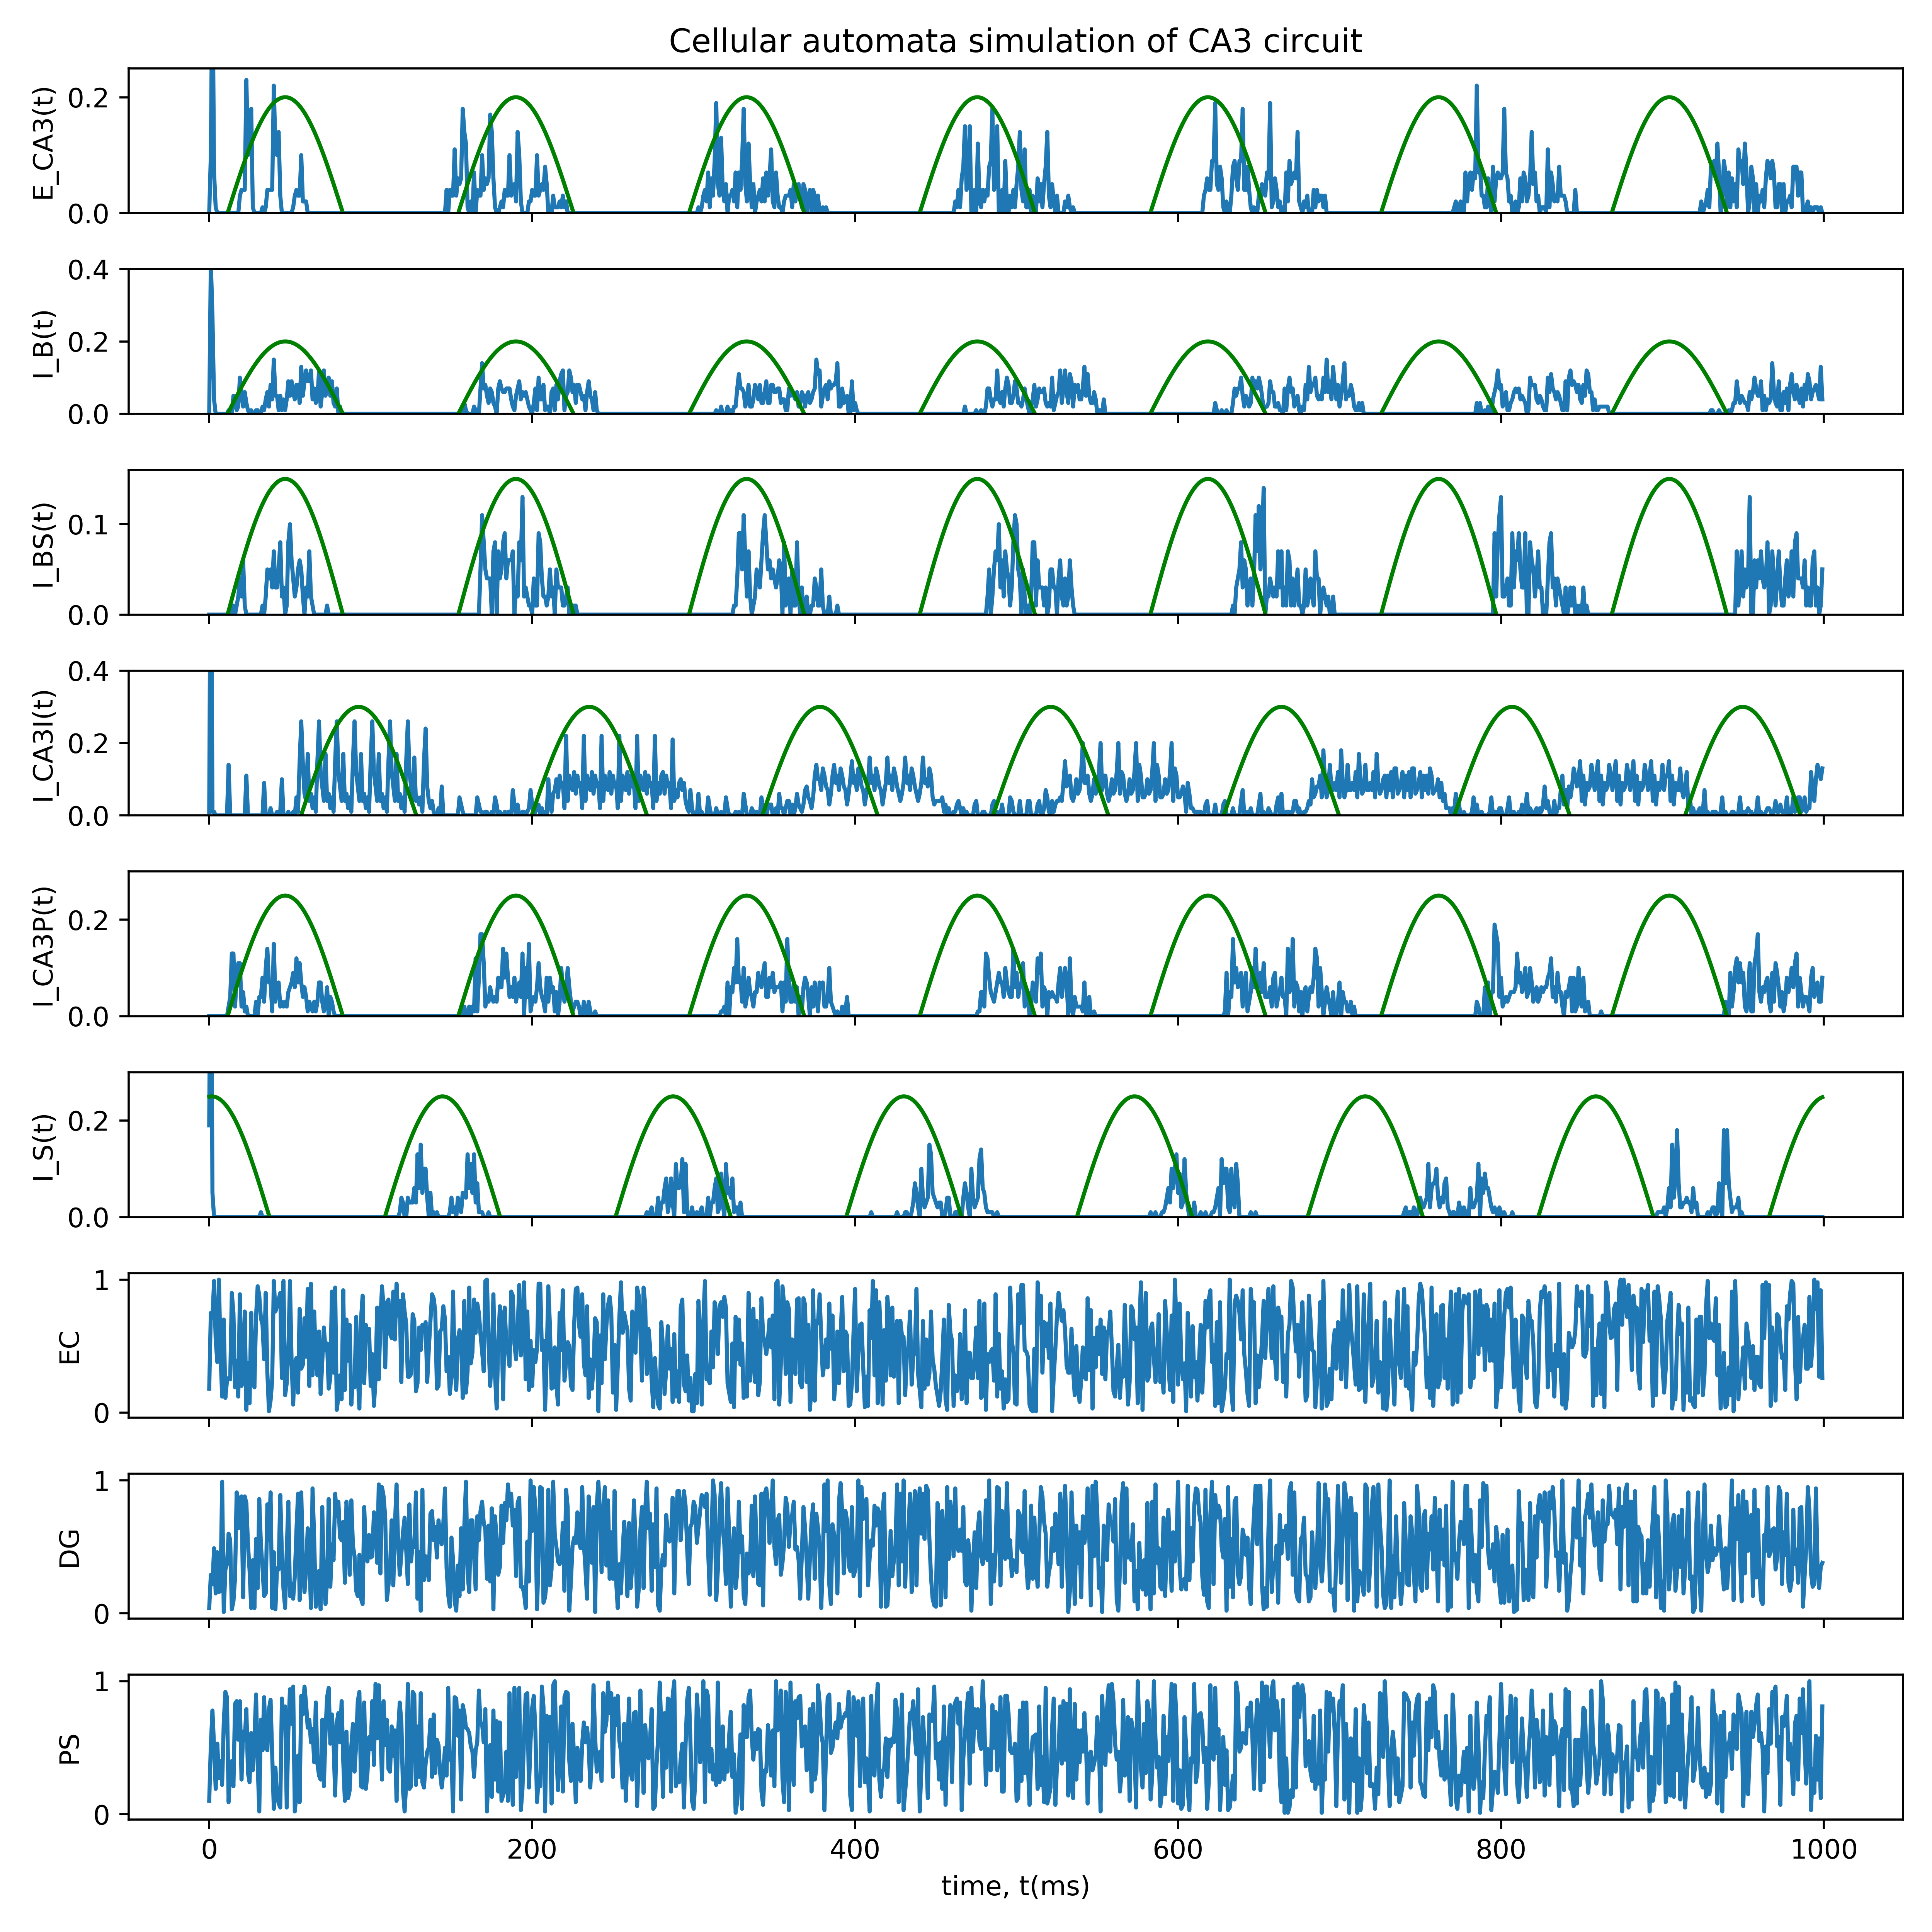 Cellular automata simulation of CA3 circuit
E_CA3(t)
0.2
0.0
I_B(t)
0.4
0.2
0.0
I_BS(t)
0.1
0.0
I_CA3I(t)
0.4
0.2
0.0
I_CA3P(t)
0.2
0.0
I_S(t)
0.2
0.0
EC
1
0
DG
1
0
PS
1
0
0 200 400 600 800 1000
time, t(ms)